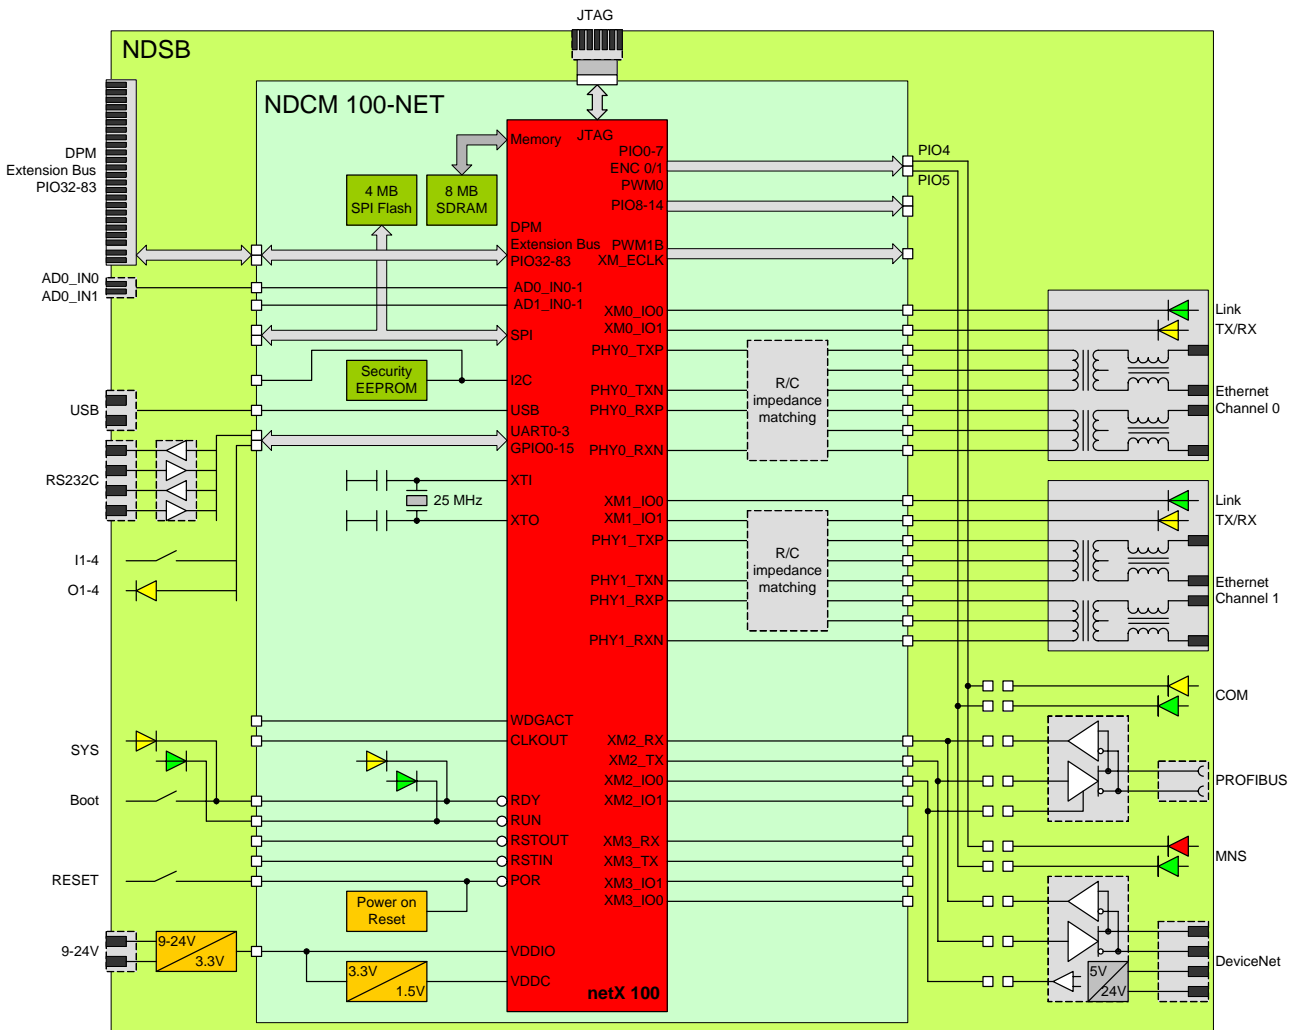 JTAG
NDSB
NDCM 100-NET
DPM
Extension Bus
PIO32-83
AD0_IN0
AD0_IN1
USB
RS232C
I1-4
O1-4
SYS
Boot
RESET
9-24V
9-24V
3.3V
4 MB
SPI Flash
8 MB
SDRAM
Security
EEPROM
25 MHz
Power on
Reset
3.3V
1.5V
JTAG
Memory
DPM
Extension Bus
PIO32-83
AD0_IN0-1
AD1_IN0-1
SPI
I2C
USB
UART0-3
GPIO0-15
XTI
XTO
WDGACT
CLKOUT
RDY
RUN
RSTOUT
RSTIN
POR
VDDIO
VDDC
netX 100
PIO0-7
ENC 0/1
PWM0
PIO8-14
PWM1B
XM_ECLK
XM0_IO0
XM0_IO1
PHY0_TXP
PHY0_TXN
PHY0_RXP
PHY0_RXN
XM1_IO0
XM1_IO1
PHY1_TXP
PHY1_TXN
PHY1_RXP
PHY1_RXN
XM2_RX
XM2_TX
XM2_IO0
XM2_IO1
XM3_RX
XM3_TX
XM3_IO1
XM3_IO0
R/C
impedance
matching
R/C
impedance
matching
PIO4
PIO5
Link
TX/RX
Ethernet
Channel 0
Link
TX/RX
Ethernet
Channel 1
COM
PROFIBUS
MNS
5V
24V
DeviceNet